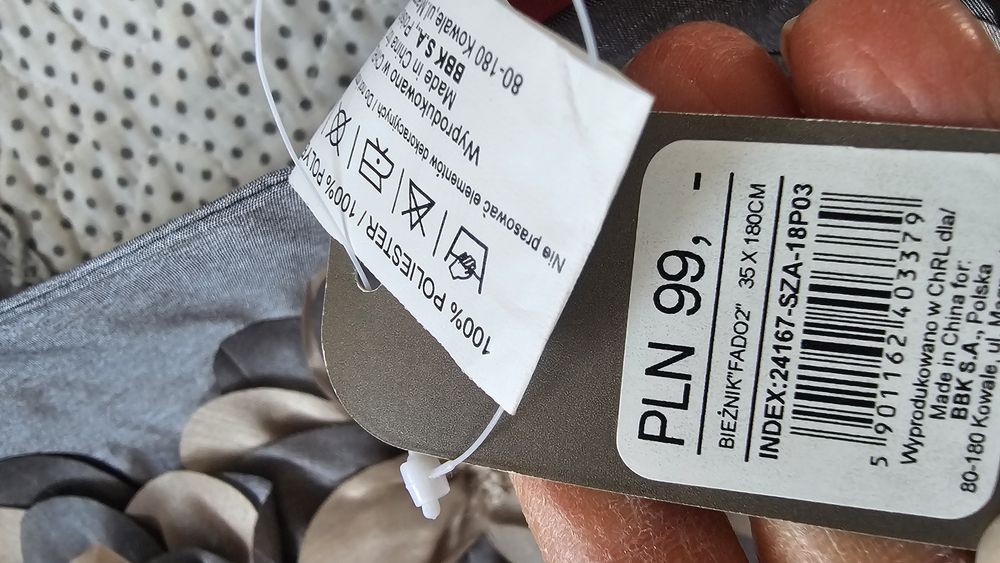 PLN 99,-
BIEŻNIK"FADO2" 35 X 180CM
INDEX:24167-SZA-18P03
5 901162 403379
Wyprodukowano w ChRL dla/
Made in China for:
BBK S.A., Polska
80-180 Kowale, ul.
100% POLIESTER / 100% POLYE
Nie prasować elementów dekoracyjnych
Wyprodukowano w
Made in China
BBK S.A.,
80-180 Kowale, ul.